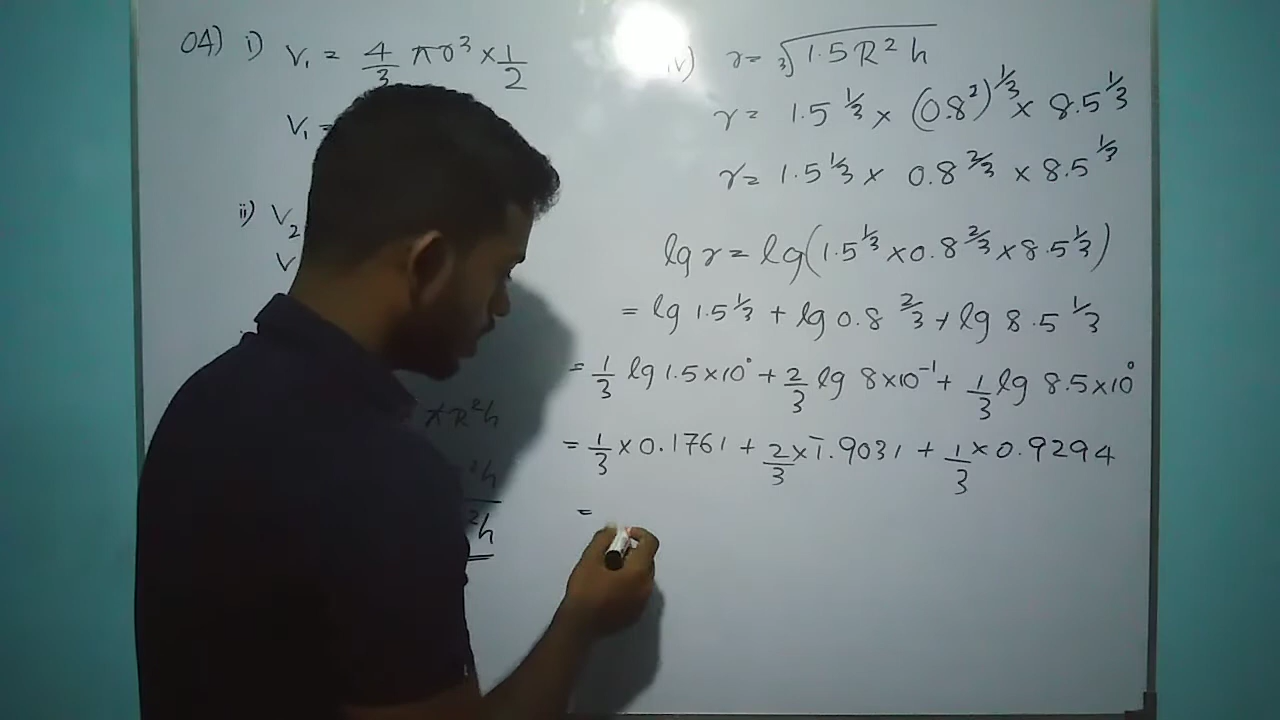 04) i) V₁ = 4/3 πr³ × 1/2
V₁ =
ii) V₂
V
πR²h
²h
²h
iv) r = ∛1.5R²h
r = 1.5^⅓ × (0.8²)^⅓ × 8.5^⅓
r = 1.5^⅓ × 0.8^⅔ × 8.5^⅓
lg r = lg(1.5^⅓ × 0.8^⅔ × 8.5^⅓)
= lg 1.5^⅓ + lg 0.8^⅔ + lg 8.5^⅓
= 1/3 lg 1.5×10⁰ + 2/3 lg 8×10⁻¹ + 1/3 lg 8.5×10⁰
= 1/3 × 0.1761 + 2/3 × 1̄.9031 + 1/3 × 0.9294
=